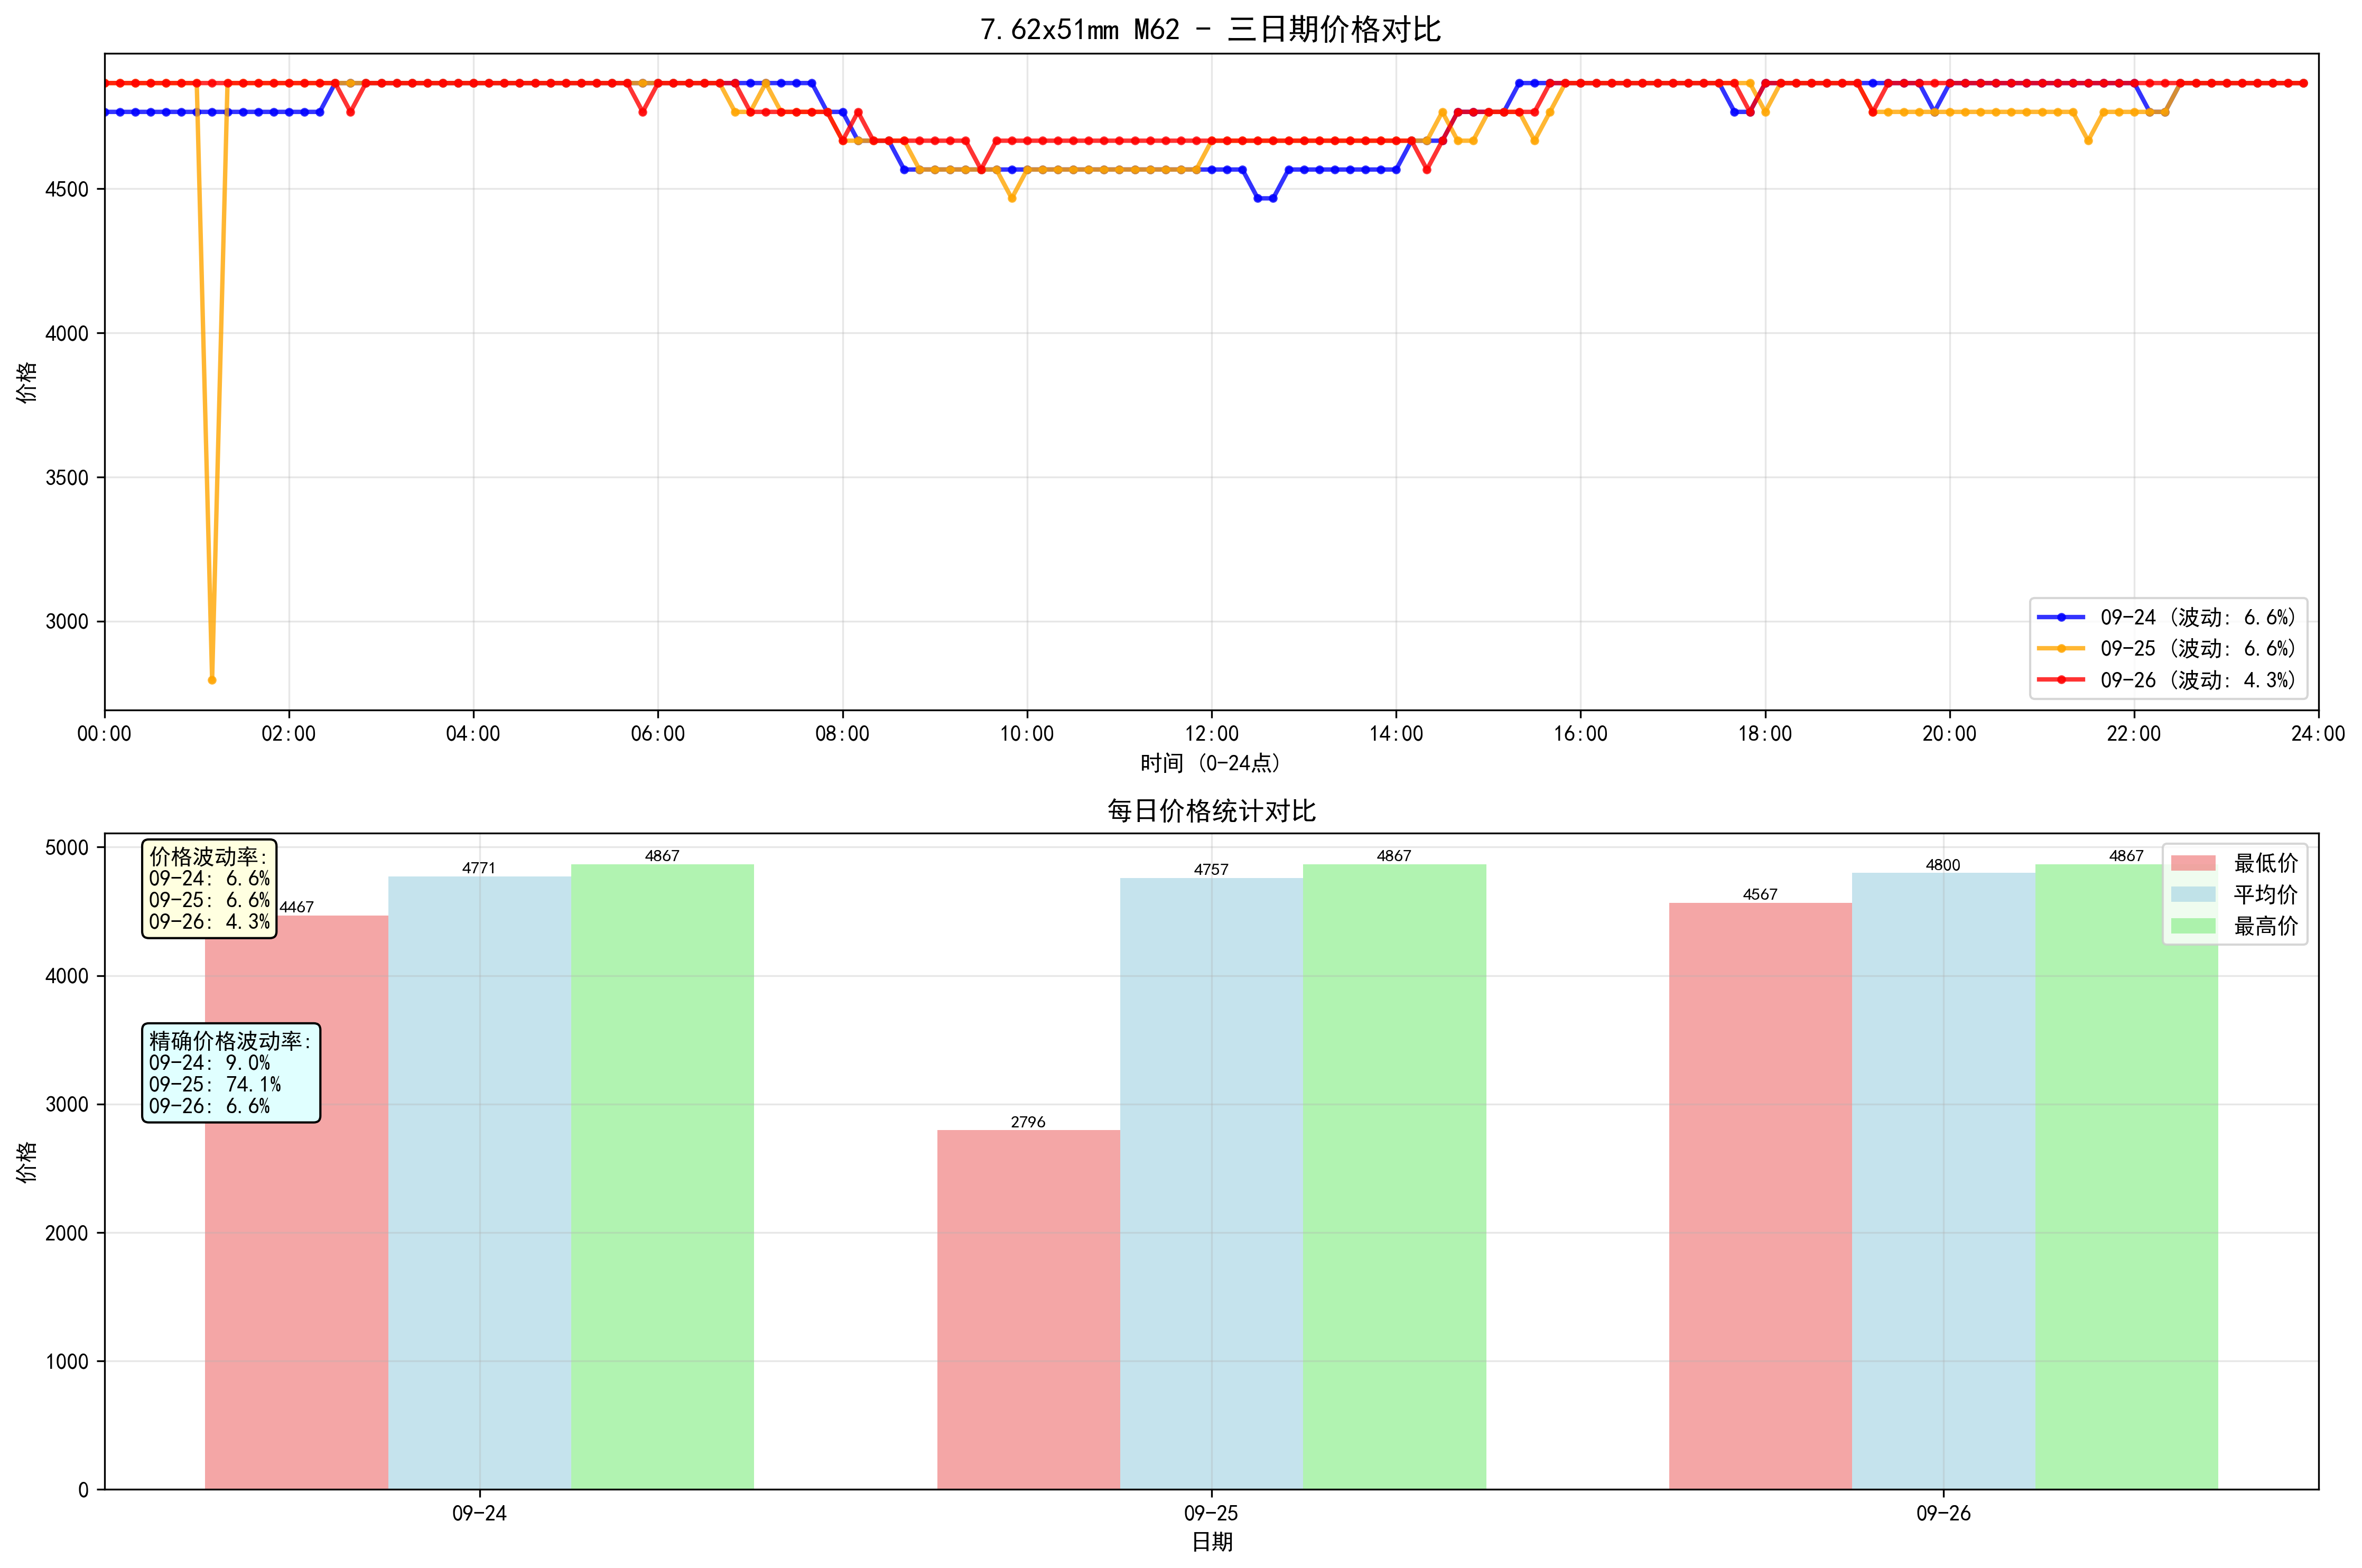 7.62x51mm M62 - 三日期价格对比
价格
4500
4000
3500
3000
09-24 (波动: 6.6%)
09-25 (波动: 6.6%)
09-26 (波动: 4.3%)
00:00 02:00 04:00 06:00 08:00 10:00 12:00 14:00 16:00 18:00 20:00 22:00 24:00
时间 (0-24点)
每日价格统计对比
价格
5000
4000
3000
2000
1000
0
价格波动率:
09-24: 6.6%
09-25: 6.6%
09-26: 4.3%
精确价格波动率:
09-24: 9.0%
09-25: 74.1%
09-26: 6.6%
4467 4771 4867 2796 4757 4867 4567 4800 4867
最低价
平均价
最高价
09-24 09-25 09-26
日期